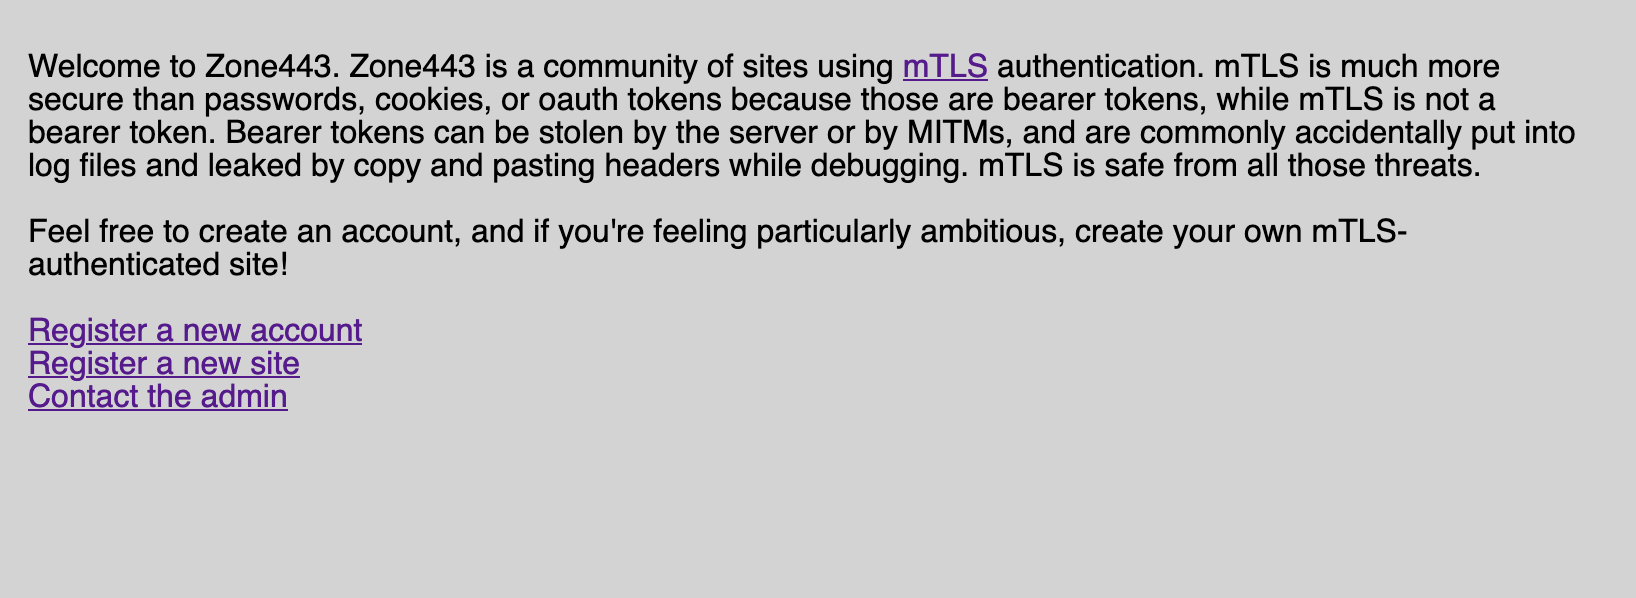 Welcome to Zone443. Zone443 is a community of sites using mTLS authentication. mTLS is much more
secure than passwords, cookies, or oauth tokens because those are bearer tokens, while mTLS is not a
bearer token. Bearer tokens can be stolen by the server or by MITMs, and are commonly accidentally put into
log files and leaked by copy and pasting headers while debugging. mTLS is safe from all those threats.
Feel free to create an account, and if you're feeling particularly ambitious, create your own mTLS-
authenticated site!
Register a new account
Register a new site
Contact the admin